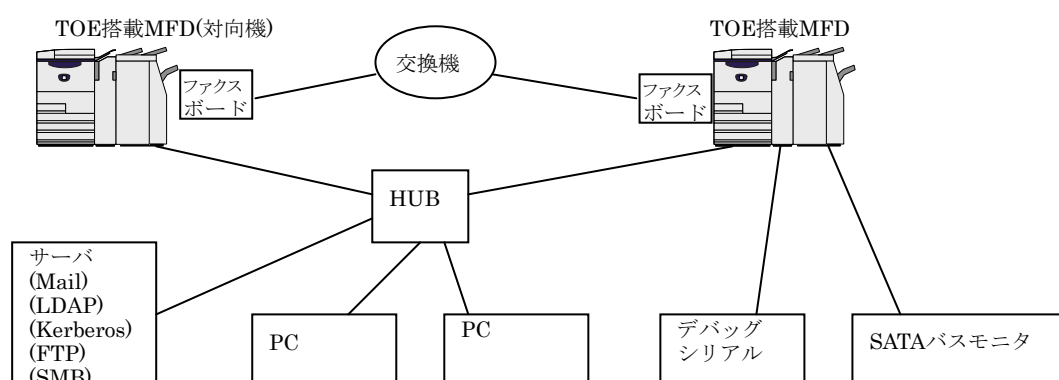 TOE搭載MFD(対向機)
TOE搭載MFD
交換機
ファクス
ボード
ファクス
ボード
HUB
サーバ
(Mail)
(LDAP)
(Kerberos)
(FTP)
(SMB)
PC
PC
デバッグ
シリアル
SATAバスモニタ